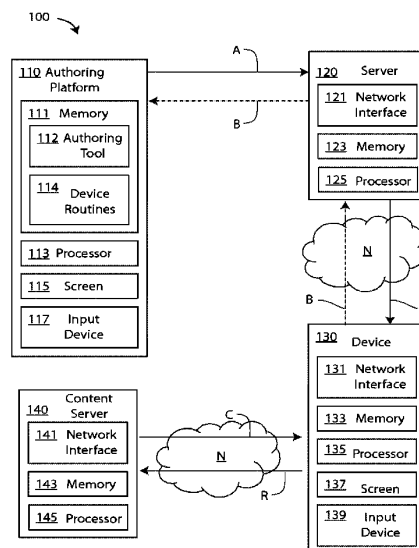 100
A
B
110 Authoring
Platform
111 Memory
112 Authoring
Tool
114 Device
Routines
113 Processor
115 Screen
117 Input
Device
120 Server
121 Network
Interface
123 Memory
125 Processor
N
B
130 Device
131 Network
Interface
133 Memory
135 Processor
137 Screen
139 Input
Device
140 Content
Server
141 Network
Interface
143 Memory
145 Processor
C
N
R